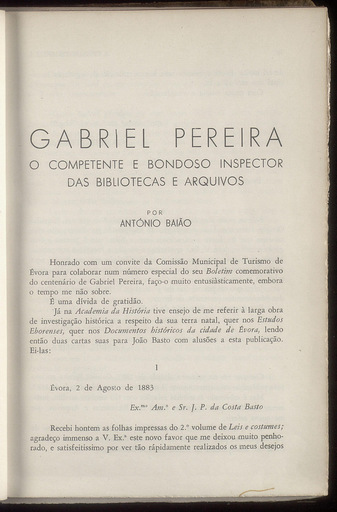 GABRIEL PEREIRA
O COMPETENTE E BONDOSO INSPECTOR
DAS BIBLIOTECAS E ARQUIVOS
POR
ANTÓNIO BAIÃO
Honrado com um convite da Comissão Municipal de Turismo de
Évora para colaborar num número especial do seu Boletim comemorativo
do centenário de Gabriel Pereira, faço-o muito entusiàsticamente, embora
o tempo me não sobre.
É uma dívida de gratidão.
Já na Academia da História tive ensejo de me referir à larga obra
de investigação histórica a respeito da sua terra natal, quer nos Estudos
Eborenses, quer nos Documentos históricos da cidade de Évora, lendo
então duas cartas suas para João Basto com alusões a esta publicação.
Ei-las:
I
Évora, 2 de Agosto de 1883
Ex.mo Am.o e Sr. J. P. da Costa Basto
Recebi hontem as folhas impressas do 2.º volume de Leis e costumes;
agradeço immenso a V. Ex.ª este novo favor que me deixou muito penho-
rado, e satisfeitissimo por ver tão ràpidamente realizados os meus desejos